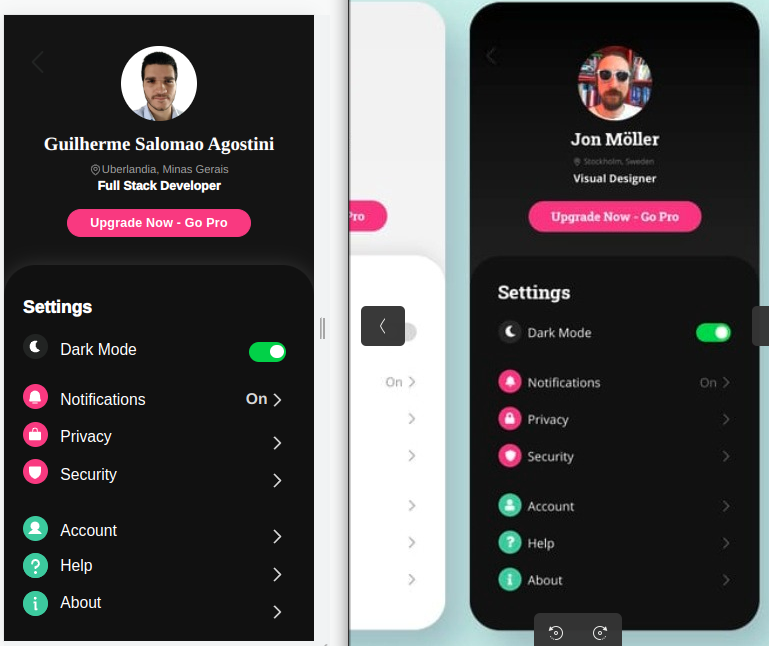 Guilherme Salomao Agostini
Uberlandia, Minas Gerais
Full Stack Developer
Upgrade Now - Go Pro
Settings
Dark Mode
Notifications
On
Privacy
Security
Account
Help
About
Pro
On
Jon Möller
Stockholm, Sweden
Visual Designer
Upgrade Now - Go Pro
Settings
Dark Mode
Notifications
On
Privacy
Security
Account
Help
About